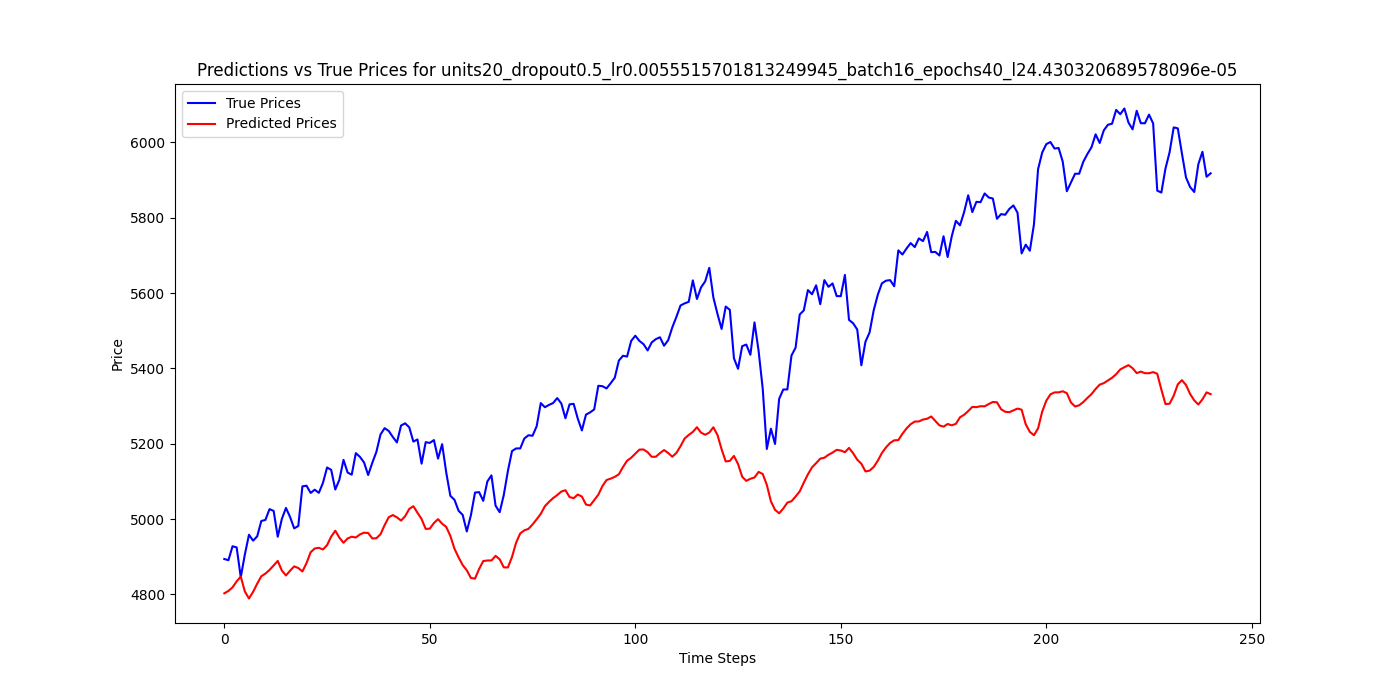 Predictions vs True Prices for units20_dropout0.5_lr0.0055515701813249945_batch16_epochs40_l24.430320689578096e-05
True Prices
Predicted Prices
6000
5800
5600
5400
5200
5000
4800
Price
0 50 100 150 200 250
Time Steps